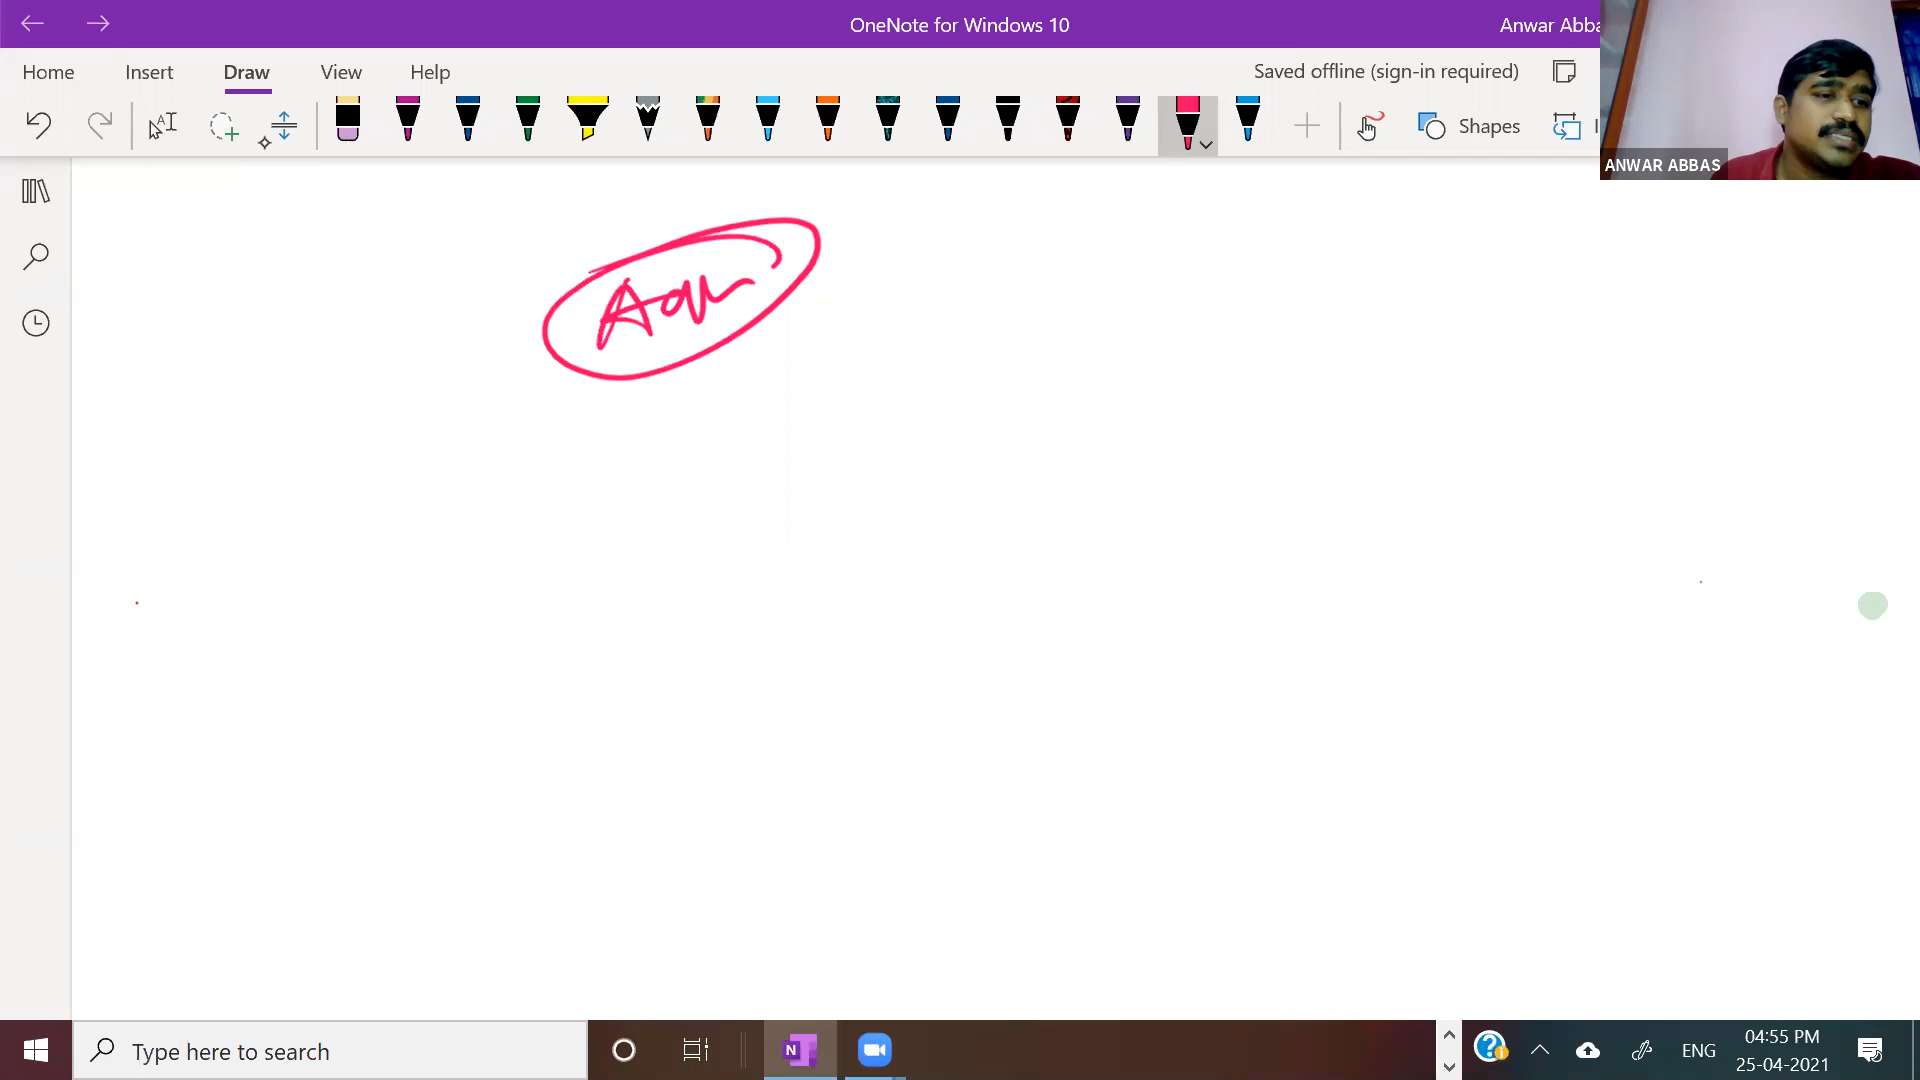 OneNote for Windows 10
Anwar Abba
Home Insert Draw View Help
Saved offline (sign-in required)
Shapes
ANWAR ABBAS
Type here to search
ENG
04:55 PM
25-04-2021